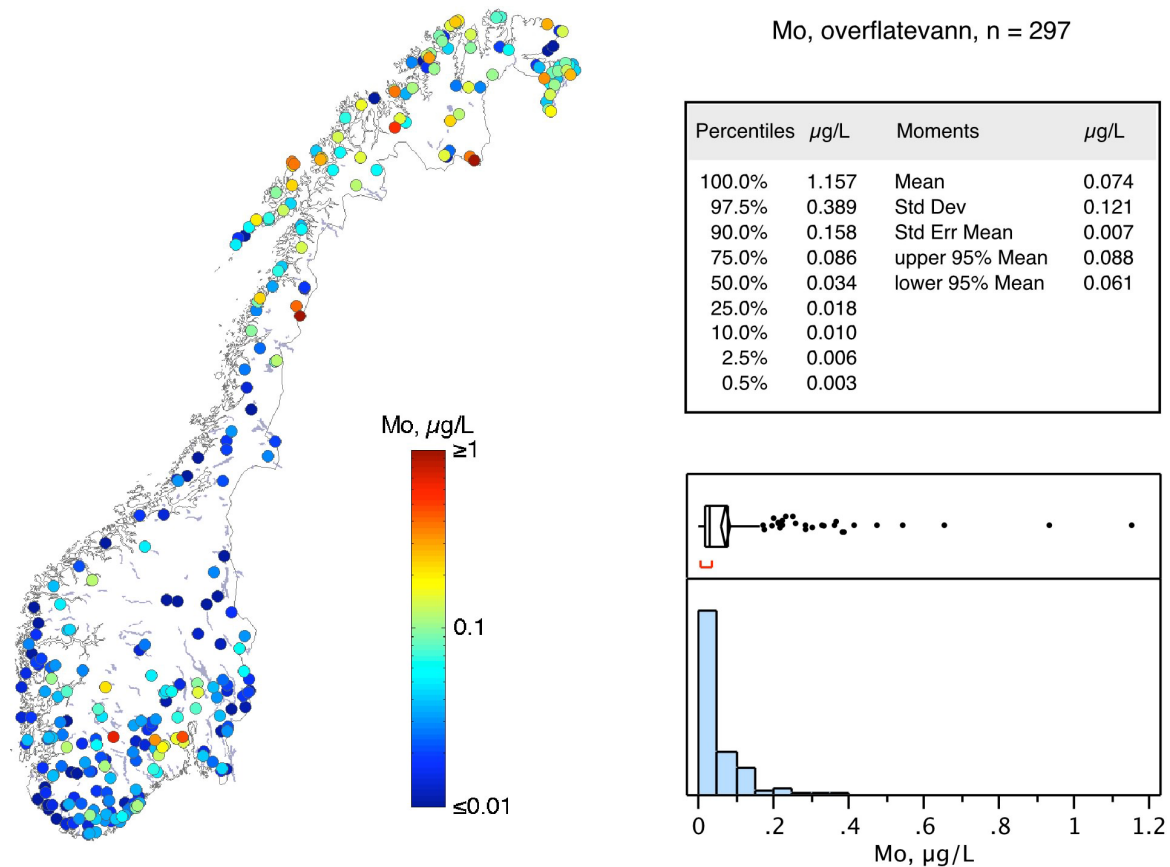 Mo, overflatevann, n = 297
Percentiles µg/L Moments µg/L
100.0% 1.157 Mean 0.074
97.5% 0.389 Std Dev 0.121
90.0% 0.158 Std Err Mean 0.007
75.0% 0.086 upper 95% Mean 0.088
50.0% 0.034 lower 95% Mean 0.061
25.0% 0.018
10.0% 0.010
2.5% 0.006
0.5% 0.003
Mo, µg/L
≥1
0.1
≤0.01
0 .2 .4 .6 .8 1 1.2
Mo, µg/L